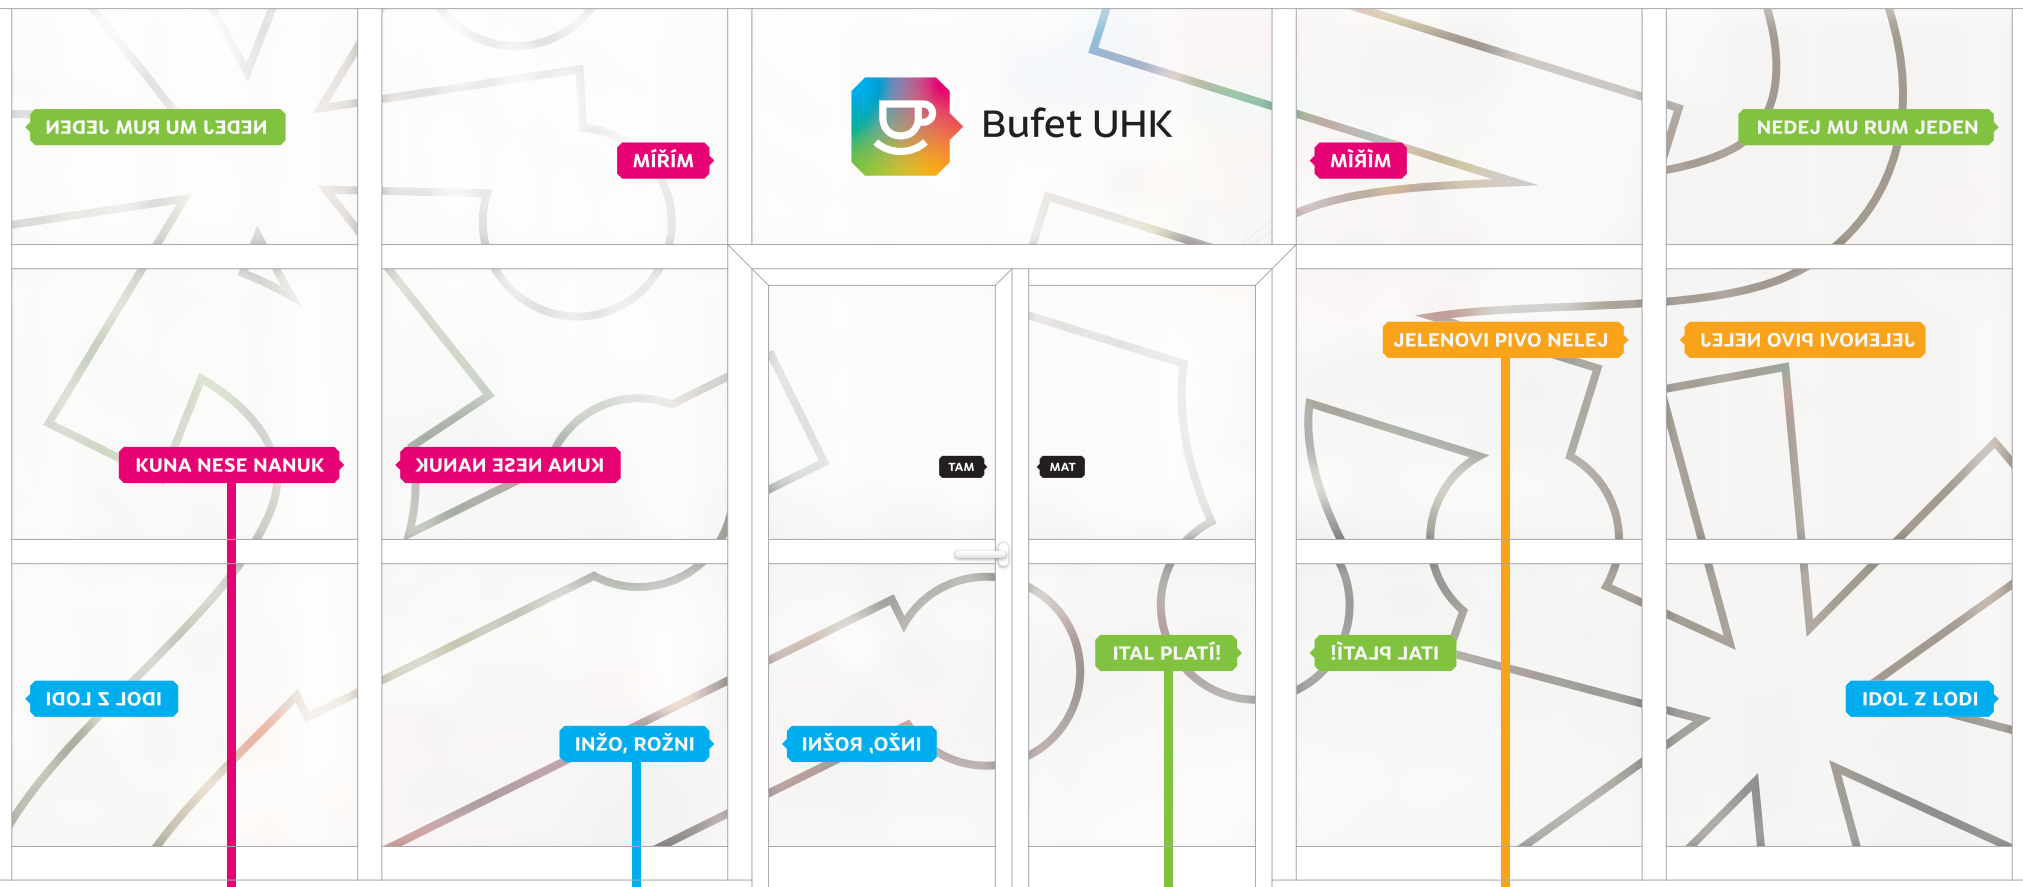 NEDEJ MU RUM JEDEN
MÍŘÍM
Bufet UHK
MÍŘÍM
NEDEJ MU RUM JEDEN
KUNA NESE NANUK
KUNA NESE NANUK
TAM
MAT
JELENOVI PIVO NELEJ
JELENOVI PIVO NELEJ
IDOL Z LODI
INŽO, ROŽNI
INŽO, ROŽNI
ITAL PLATÍ!
ITAL PLATÍ!
IDOL Z LODI